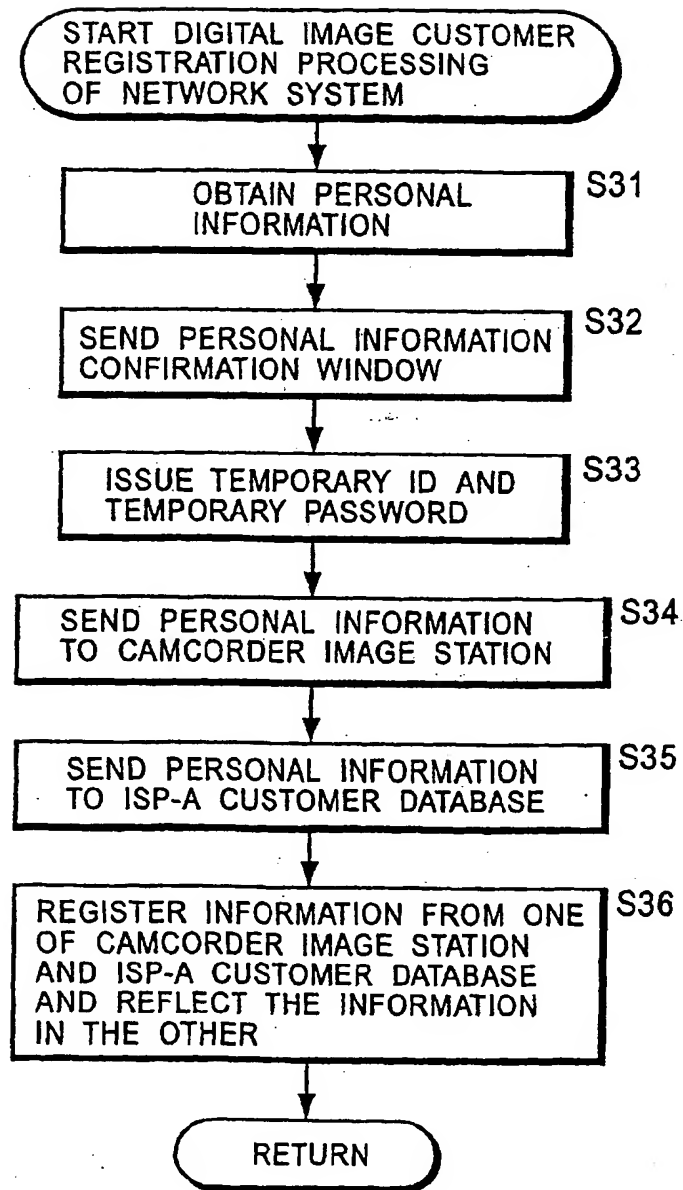 START DIGITAL IMAGE CUSTOMER
REGISTRATION PROCESSING
OF NETWORK SYSTEM
OBTAIN PERSONAL
INFORMATION
S31
SEND PERSONAL INFORMATION
CONFIRMATION WINDOW
S32
ISSUE TEMPORARY ID AND
TEMPORARY PASSWORD
S33
SEND PERSONAL INFORMATION
TO CAMCORDER IMAGE STATION
S34
SEND PERSONAL INFORMATION
TO ISP-A CUSTOMER DATABASE
S35
REGISTER INFORMATION FROM ONE
OF CAMCORDER IMAGE STATION
AND ISP-A CUSTOMER DATABASE
AND REFLECT THE INFORMATION
IN THE OTHER
S36
RETURN